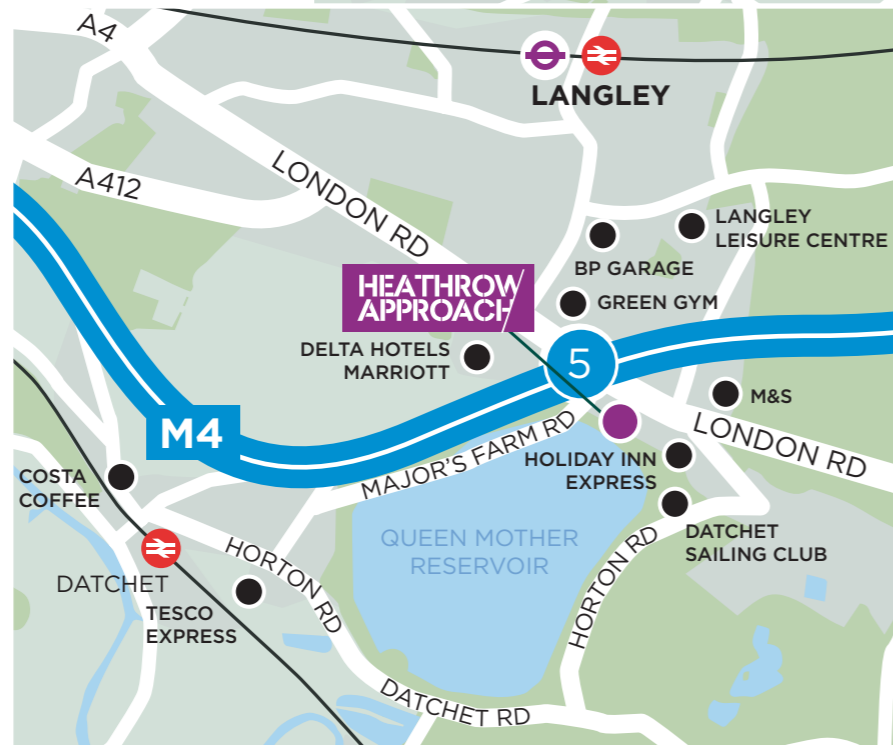 A4
LANGLEY
A412
LONDON RD
LANGLEY
LEISURE CENTRE
BP GARAGE
HEATHROW
APPROACH
GREEN GYM
DELTA HOTELS
MARRIOTT
5
M&S
M4
MAJOR'S FARM RD
LONDON RD
HOLIDAY INN
EXPRESS
COSTA
COFFEE
QUEEN MOTHER
RESERVOIR
DATCHET
SAILING CLUB
HORTON RD
HORTON RD
DATCHET
TESCO
EXPRESS
DATCHET RD